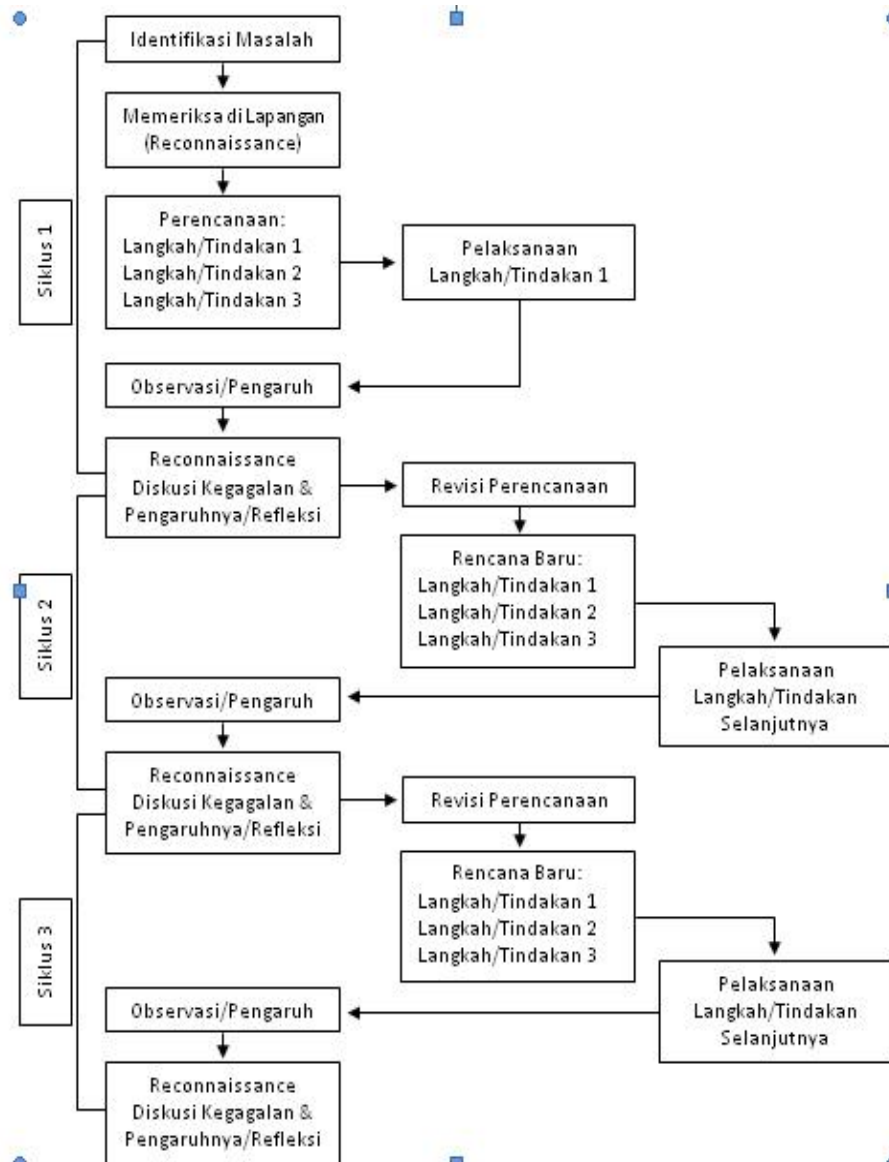 Identifikasi Masalah
Memeriksa di Lapangan
(Reconnaissance)
Siklus 1
Perencanaan:
Langkah/Tindakan 1
Langkah/Tindakan 2
Langkah/Tindakan 3
Pelaksanaan
Langkah/Tindakan 1
Observasi/Pengaruh
Reconnaissance
Diskusi Kegagalan &
Pengaruhnya/Refleksi
Revisi Perencanaan
Siklus 2
Rencana Baru:
Langkah/Tindakan 1
Langkah/Tindakan 2
Langkah/Tindakan 3
Pelaksanaan
Langkah/Tindakan
Selanjutnya
Observasi/Pengaruh
Reconnaissance
Diskusi Kegagalan &
Pengaruhnya/Refleksi
Revisi Perencanaan
Siklus 3
Rencana Baru:
Langkah/Tindakan 1
Langkah/Tindakan 2
Langkah/Tindakan 3
Pelaksanaan
Langkah/Tindakan
Selanjutnya
Observasi/Pengaruh
Reconnaissance
Diskusi Kegagalan &
Pengaruhnya/Refleksi